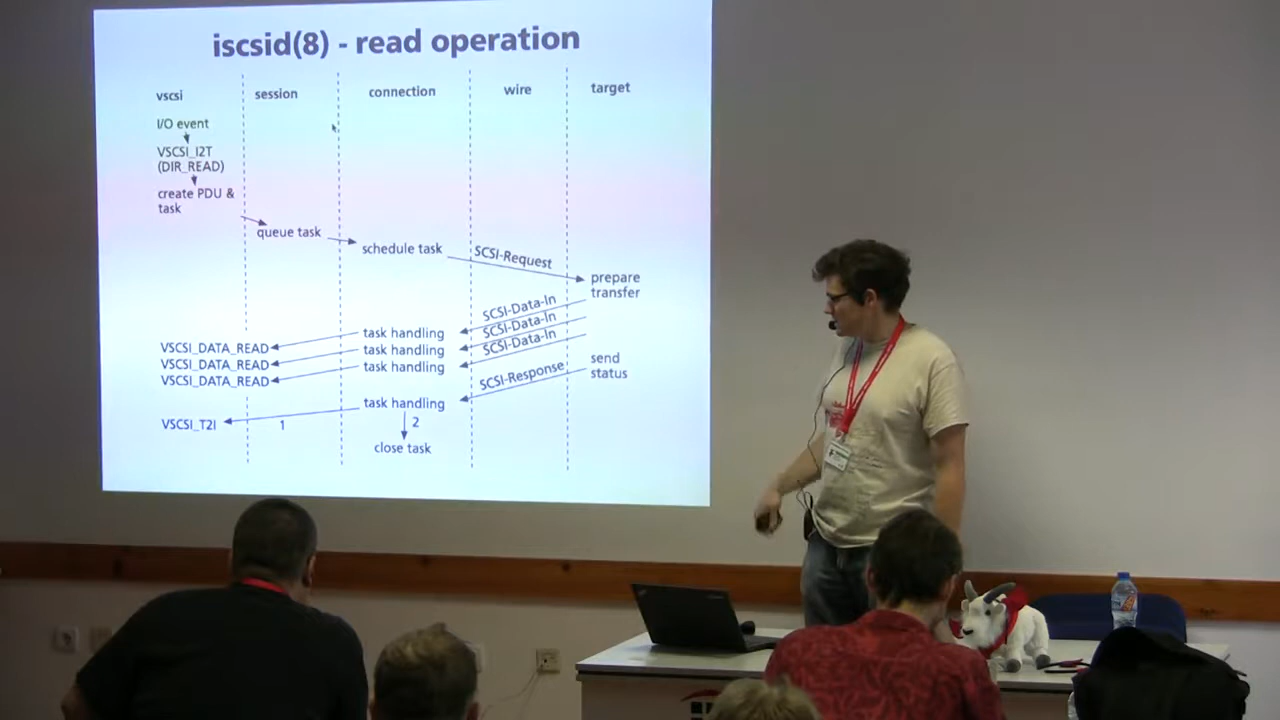 iscsid(8) - read operation
vscsi session connection wire target
I/O event
VSCSI_I2T
(DIR_READ)
create PDU &
task
queue task
schedule task
SCSI-Request
prepare
transfer
SCSI-Data-In
SCSI-Data-In
SCSI-Data-In
task handling
task handling
task handling
VSCSI_DATA_READ
VSCSI_DATA_READ
VSCSI_DATA_READ
send
status
SCSI-Response
task handling
VSCSI_T2I
1
2
close task